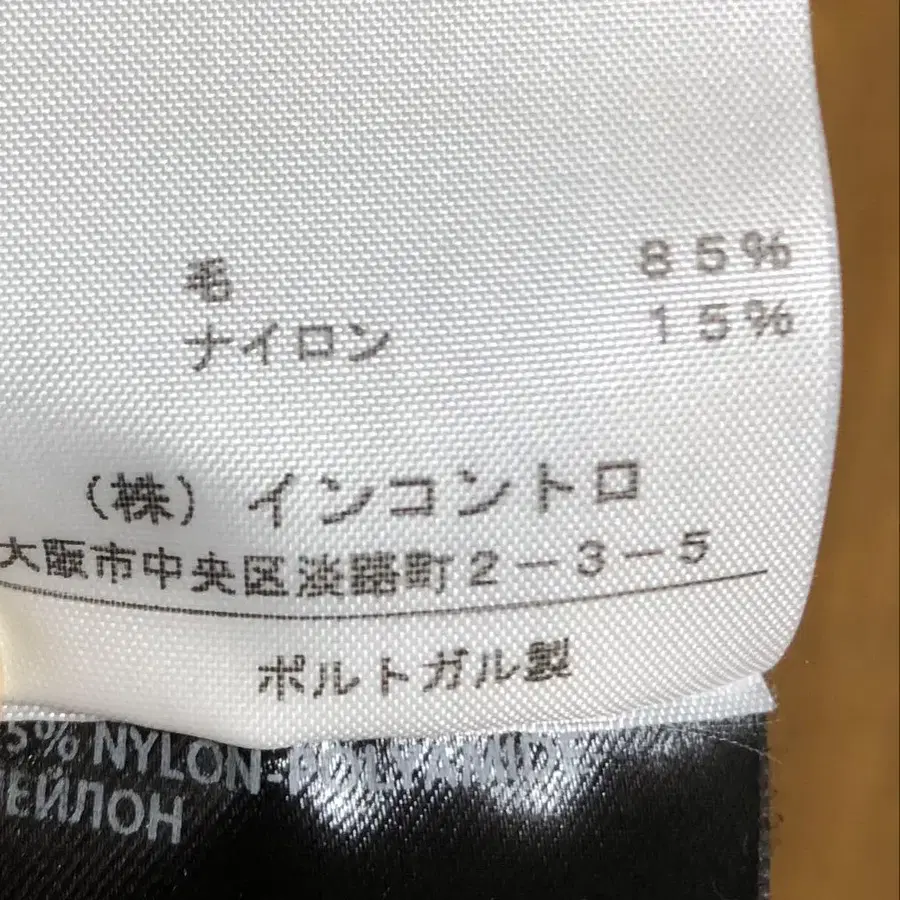 毛 85%
ナイロン 15%
(株) インコントロ
大阪市中央区淡路町2-3-5
ポルトガル製
5% NYLON-POLYAMIDE
НЕЙЛОН